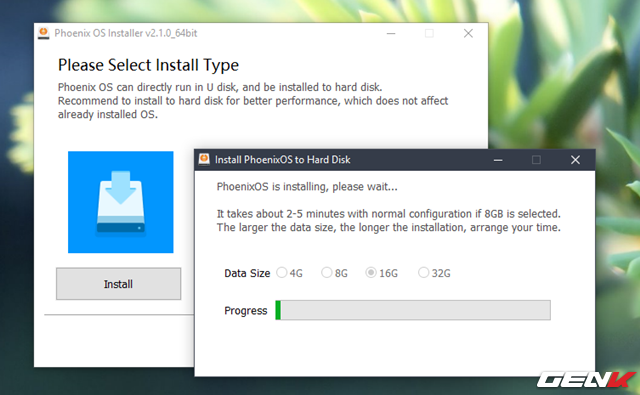 Phoenix OS Installer v2.1.0_64bit
Please Select Install Type
Phoenix OS can directly run in U disk, and be installed to hard disk.
Recommend to install to hard disk for better performance, which does not affect
already installed OS.
Install
Install PhoenixOS to Hard Disk
PhoenixOS is installing, please wait...
It takes about 2-5 minutes with normal configuration if 8GB is selected.
The larger the data size, the longer the installation, arrange your time.
Data Size 4G 8G 16G 32G
Progress
GENK